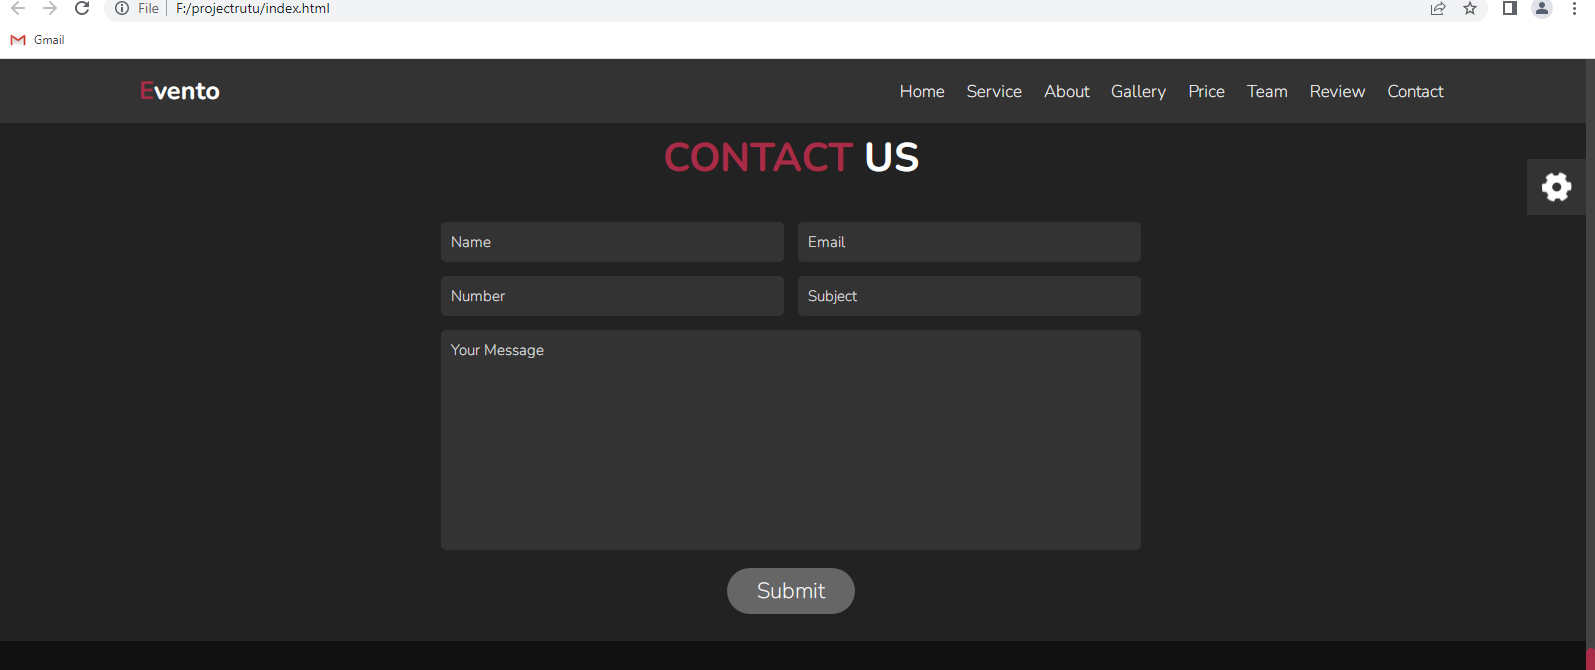 File F:/projectrutu/index.html
Gmail
Evento Home Service About Gallery Price Team Review Contact
CONTACT US
Name Email
Number Subject
Your Message
Submit